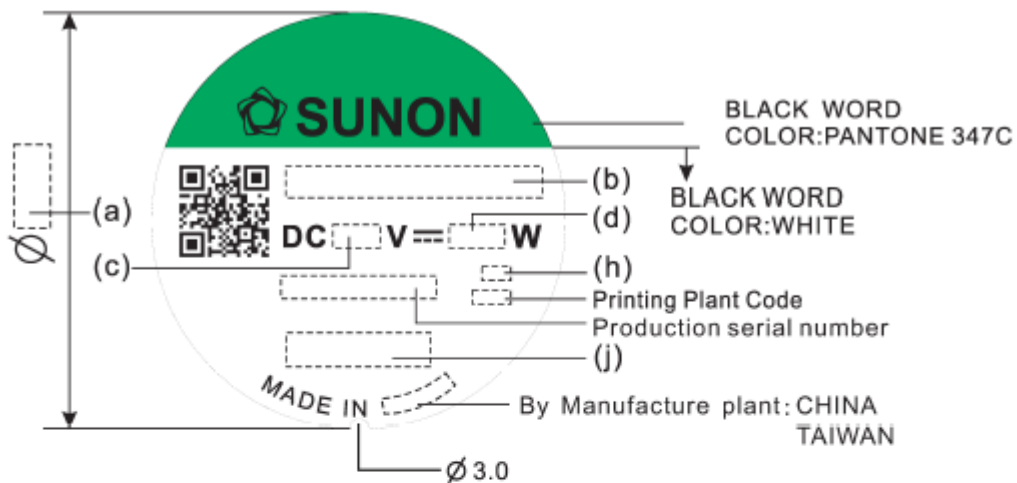 SUNON
BLACK WORD
COLOR:PANTONE 347C
(b)
BLACK WORD
COLOR:WHITE
(a)
Ø
(d)
DC V W
(c)
(h)
Printing Plant Code
Production serial number
(j)
MADE IN
By Manufacture plant: CHINA
TAIWAN
Ø 3.0